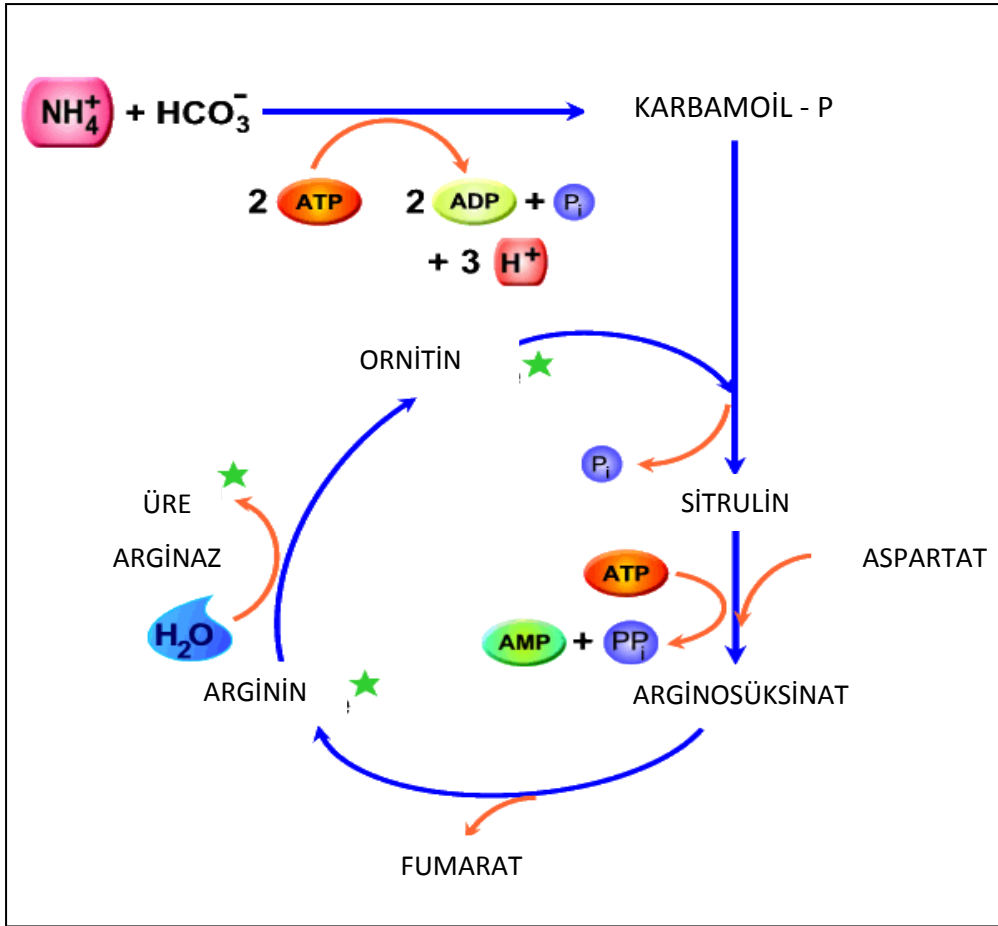 NH4+ + HCO3−
KARBAMOİL - P
2 ATP 2 ADP + Pi
+ 3 H+
ORNİTİN
Pi
ÜRE
SİTRULİN
ARGİNAZ
ATP
ASPARTAT
H2O
AMP + PPi
ARGİNİN
ARGİNOSÜKSİNAT
FUMARAT